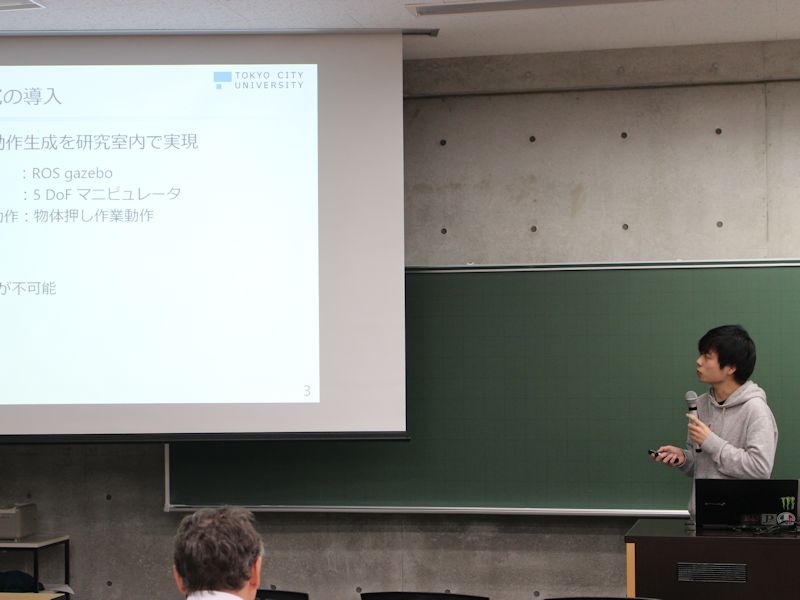 TOKYO CITY
UNIVERSITY
の導入
動作生成を研究室内で実現
：ROS gazebo
：5 DoF マニピュレータ
動作：物体押し作業動作
が不可能
3